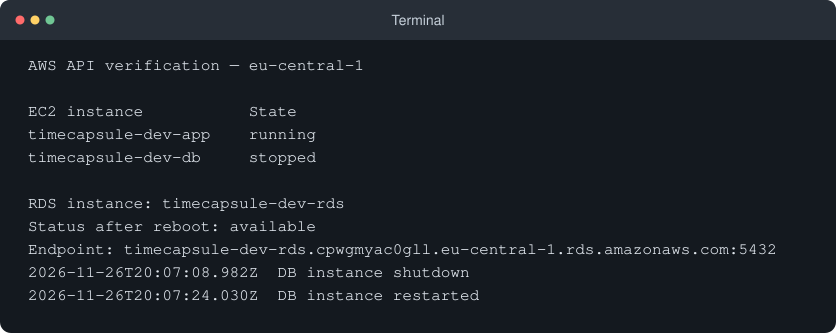 Terminal
AWS API verification — eu-central-1
EC2 instance State
timecapsule-dev-app running
timecapsule-dev-db stopped
RDS instance: timecapsule-dev-rds
Status after reboot: available
Endpoint: timecapsule-dev-rds.cpwgmyac0gll.eu-central-1.rds.amazonaws.com:5432
2026-11-26T20:07:08.982Z DB instance shutdown
2026-11-26T20:07:24.030Z DB instance restarted